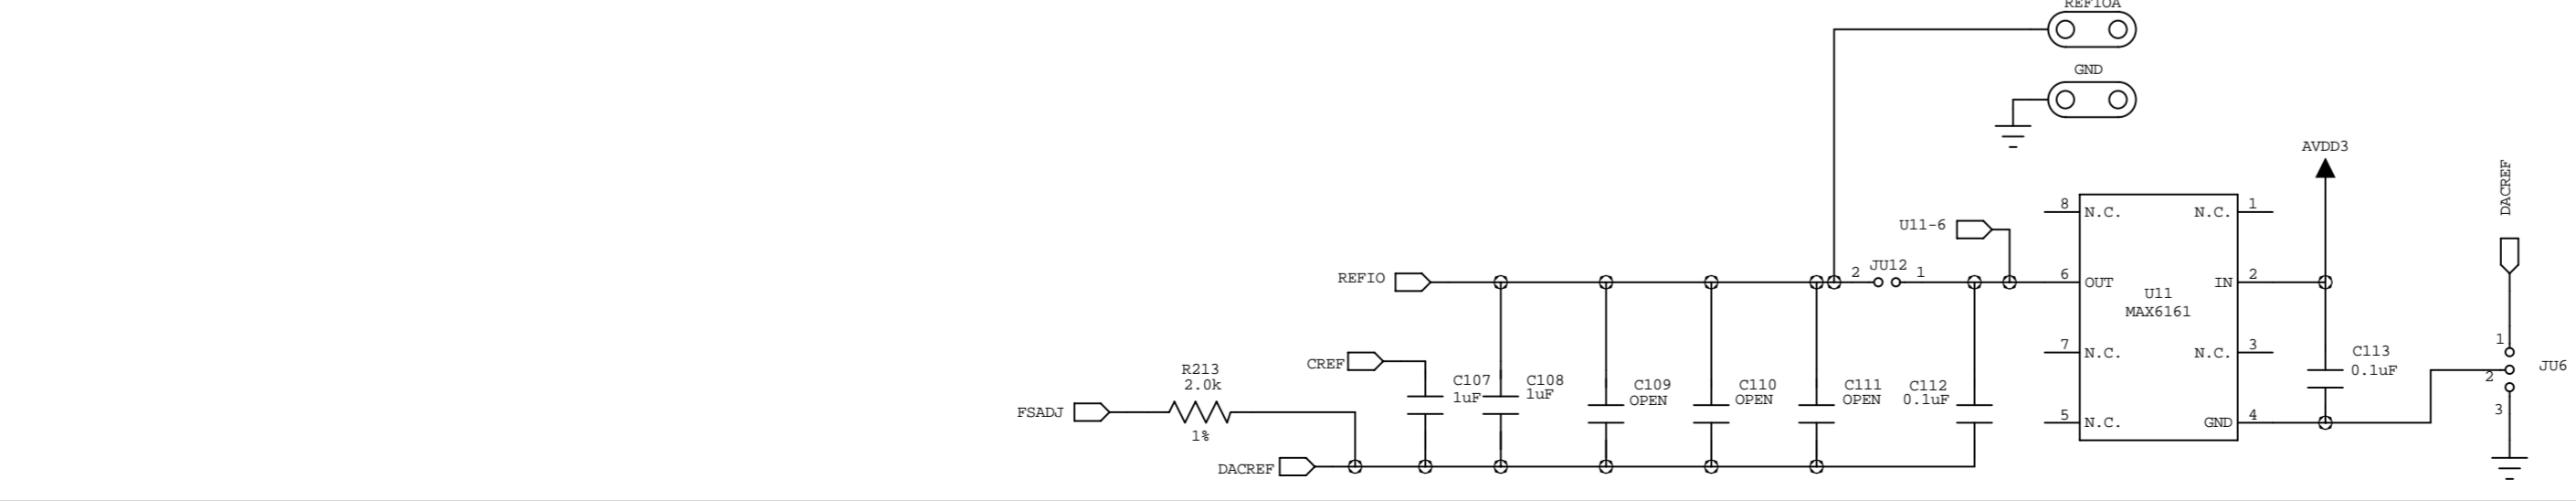 REFIOA
GND
AVDD3
DACREF
8 N.C. N.C. 1
U11-6
REFIO
2 JU12 1
6 OUT IN 2
U11
MAX6161
7 N.C. N.C. 3
5 N.C. GND 4
C113
0.1uF
1
2
3
JU6
CREF
C107
1uF
C108
1uF
C109
OPEN
C110
OPEN
C111
OPEN
C112
0.1uF
R213
2.0k
FSADJ
1%
DACREF